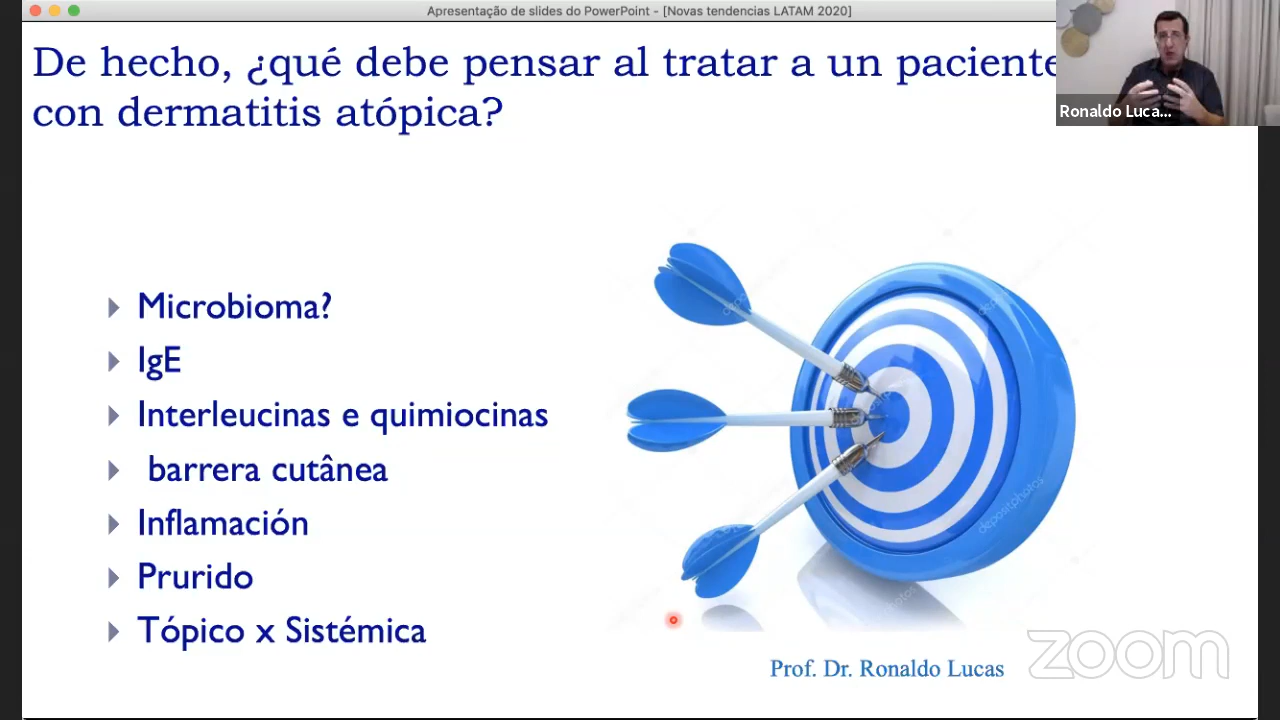 Apresentação de slides do PowerPoint - [Novas tendencias LATAM 2020]
De hecho, ¿qué debe pensar al tratar a un paciente
con dermatitis atópica?
Ronaldo Luca...
Microbioma?
IgE
Interleucinas e quimiocinas
barrera cutânea
Inflamación
Prurido
Tópico x Sistémica
depositphotos
Prof. Dr. Ronaldo Lucas
zoom